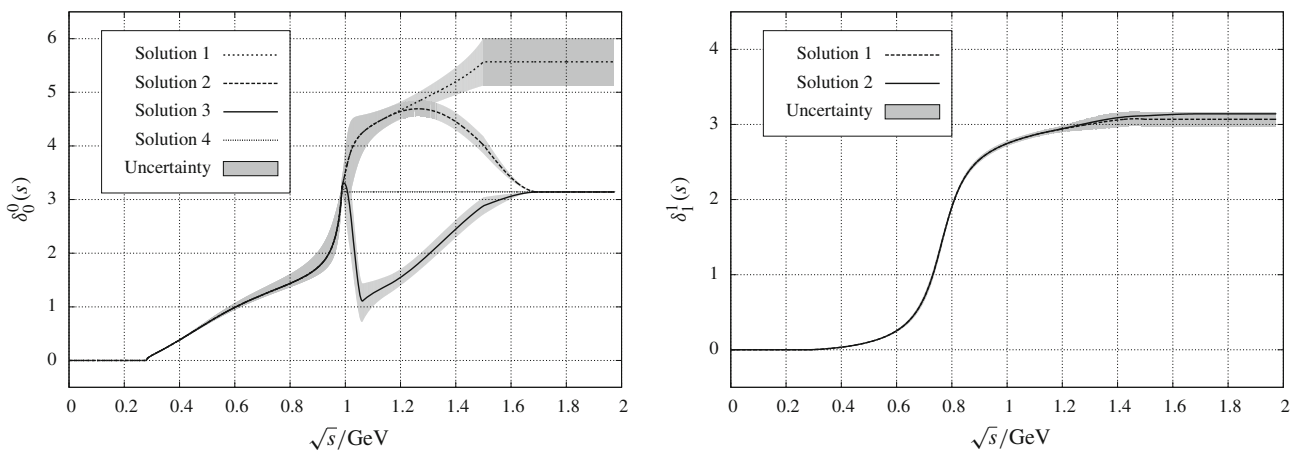 6
5
4
3
2
1
0
δ₀⁰(s)
Solution 1
Solution 2
Solution 3
Solution 4
Uncertainty
0 0.2 0.4 0.6 0.8 1 1.2 1.4 1.6 1.8 2
√s/GeV
4
3
2
1
0
δ₁¹(s)
Solution 1
Solution 2
Uncertainty
0 0.2 0.4 0.6 0.8 1 1.2 1.4 1.6 1.8 2
√s/GeV